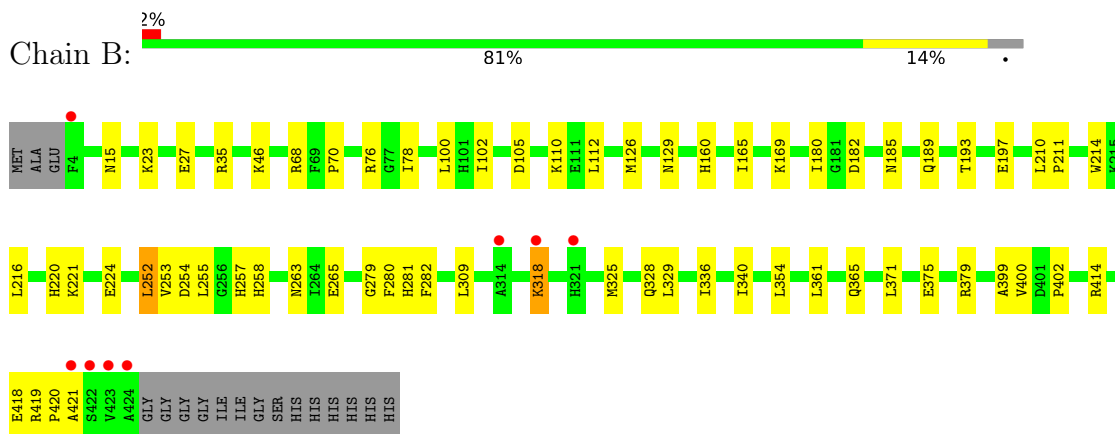 2%
Chain B:
81% 14% •
MET ALA GLU F4 N15 K23 E27 R35 K46 R68 F69 P70 R76 G77 I78 L100 H101 I102 D105 K110 E111 L112 M126 N129 H160 I165 K169 I180 G181 D182 N185 Q189 T193 E197 L210 P211 W214 K215
L216 H220 K221 E224 L252 V253 D254 L255 G256 H257 H258 N263 I264 E265 G279 F280 H281 F282 L309 A314 K318 H321 M325 Q328 L329 I336 I340 L354 L361 Q365 L371 E375 R379 A399 V400 D401 P402 R414
E418 R419 P420 A421 S422 V423 A424 GLY GLY GLY GLY ILE ILE GLY SER HIS HIS HIS HIS HIS HIS